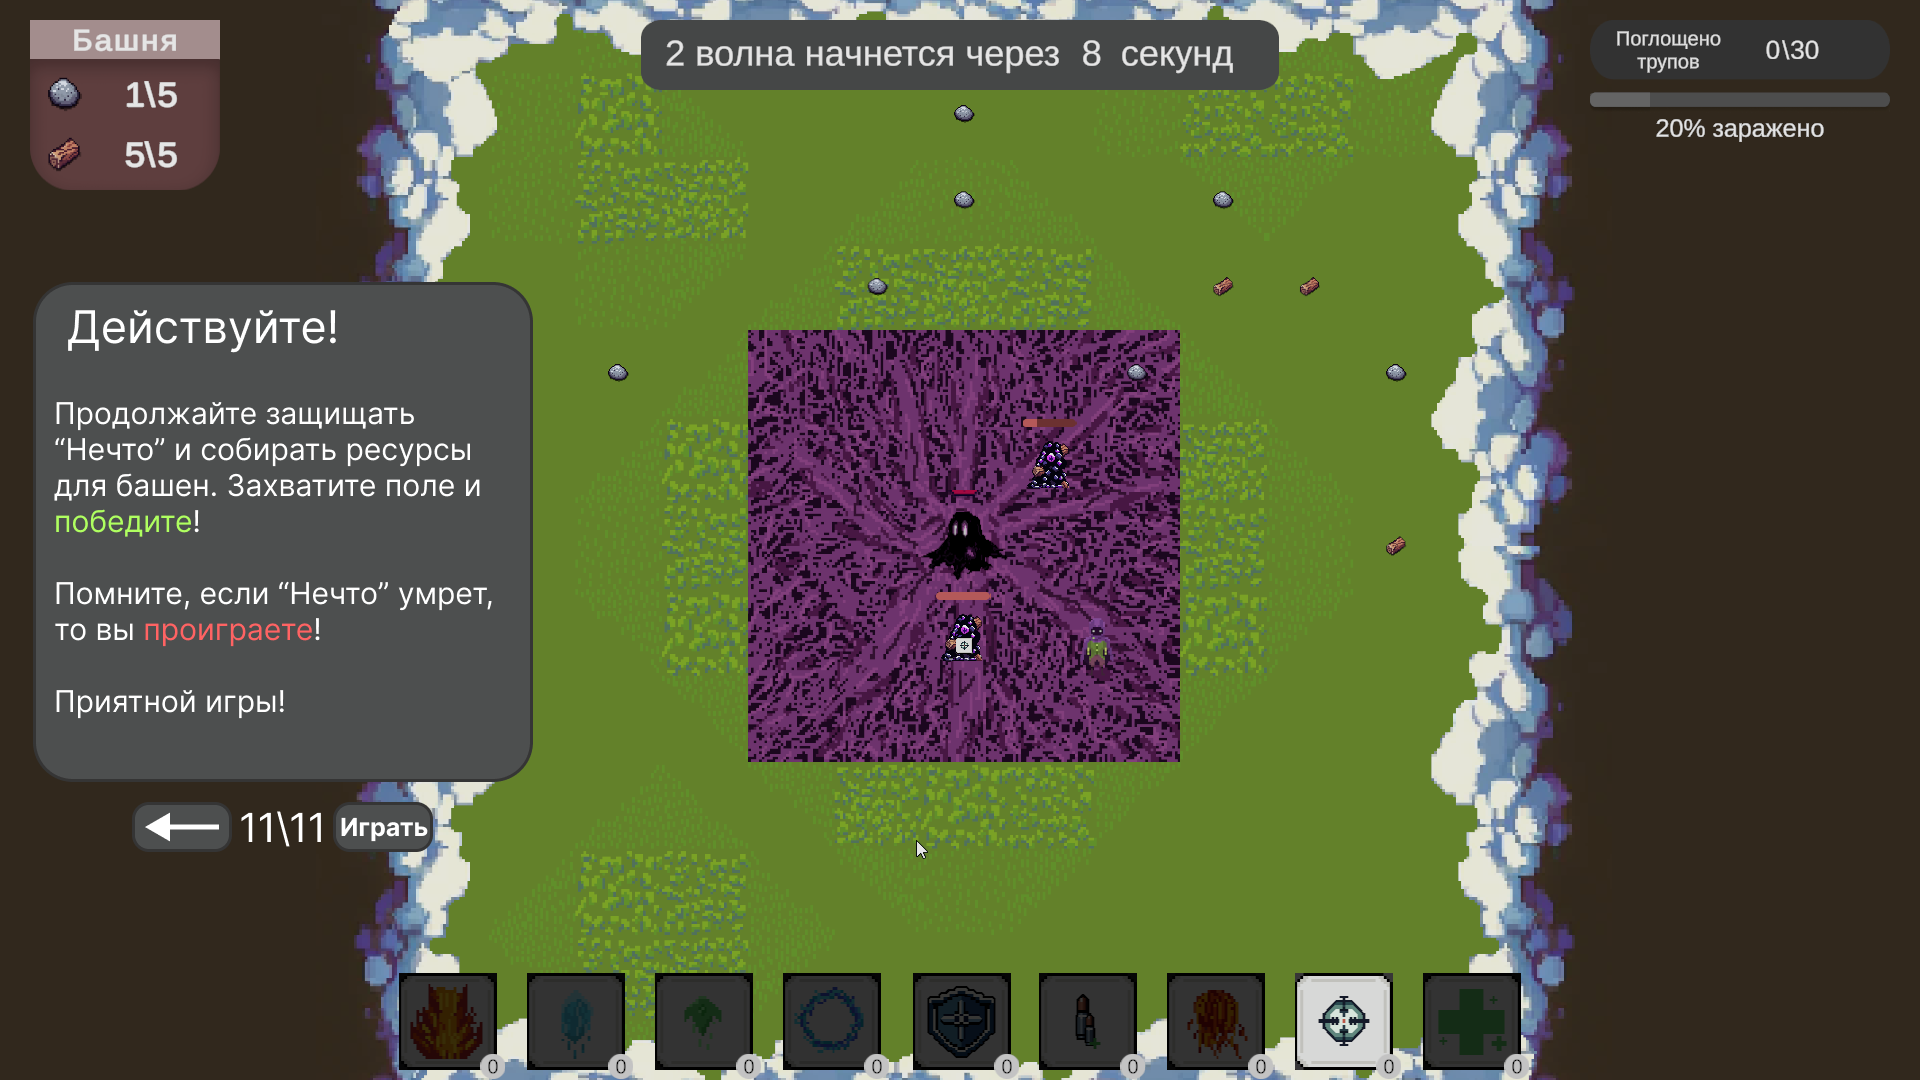 Башня
1\5
5\5
2 волна начнется через 8 секунд
Поглощено
трупов
0\30
20% заражено
Действуйте!
Продолжайте защищать
“Нечто” и собирать ресурсы
для башен. Захватите поле и
победите!
Помните, если “Нечто” умрет,
то вы проиграете!
Приятной игры!
11\11
Играть
0
0
0
0
0
0
0
0
0